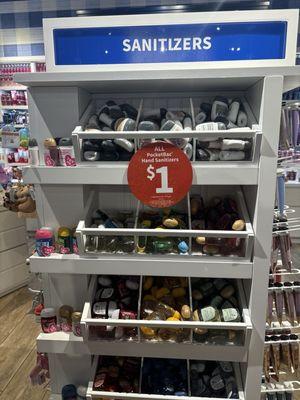 SANITIZERS
ALL
PocketBac
Hand Sanitizers
$1